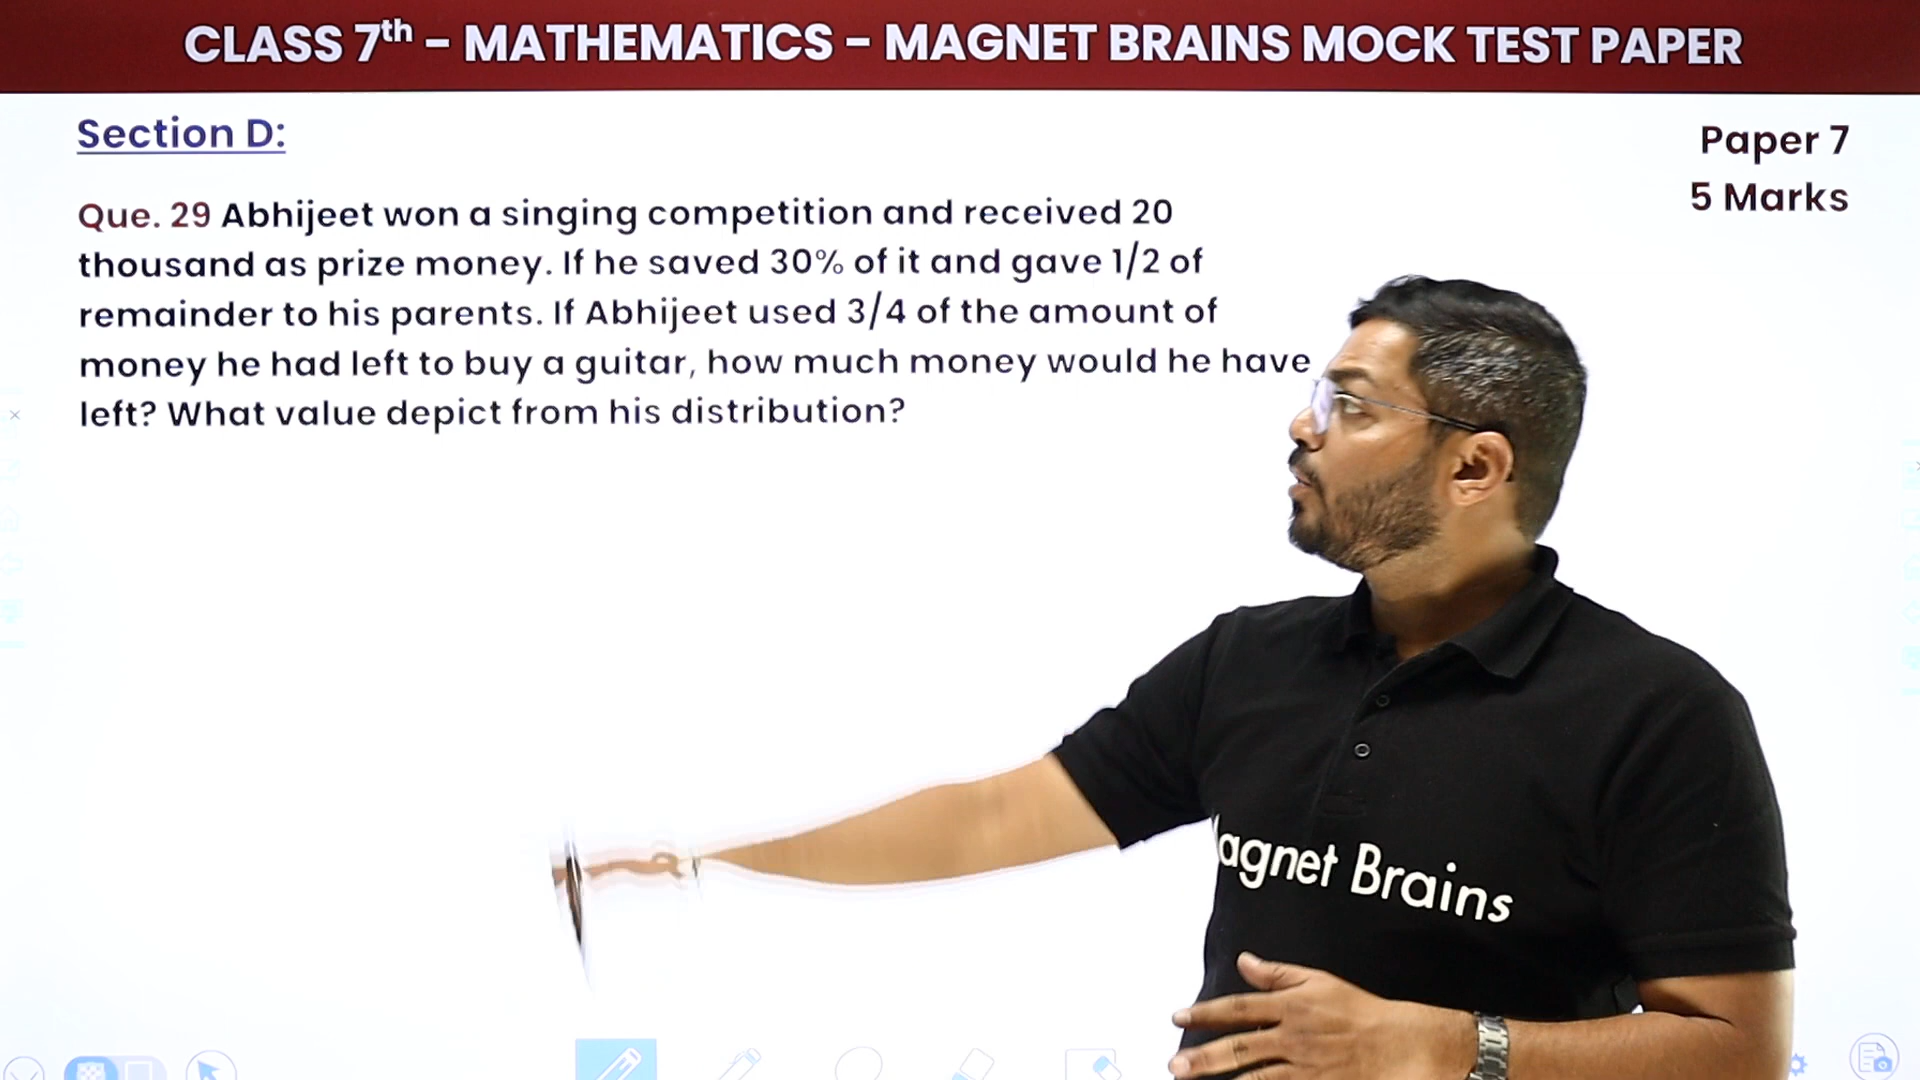 CLASS 7th - MATHEMATICS - MAGNET BRAINS MOCK TEST PAPER
Section D:
Paper 7
5 Marks
Que. 29 Abhijeet won a singing competition and received 20
thousand as prize money. If he saved 30% of it and gave 1/2 of
remainder to his parents. If Abhijeet used 3/4 of the amount of
money he had left to buy a guitar, how much money would he have
left? What value depict from his distribution?
agnet Brains